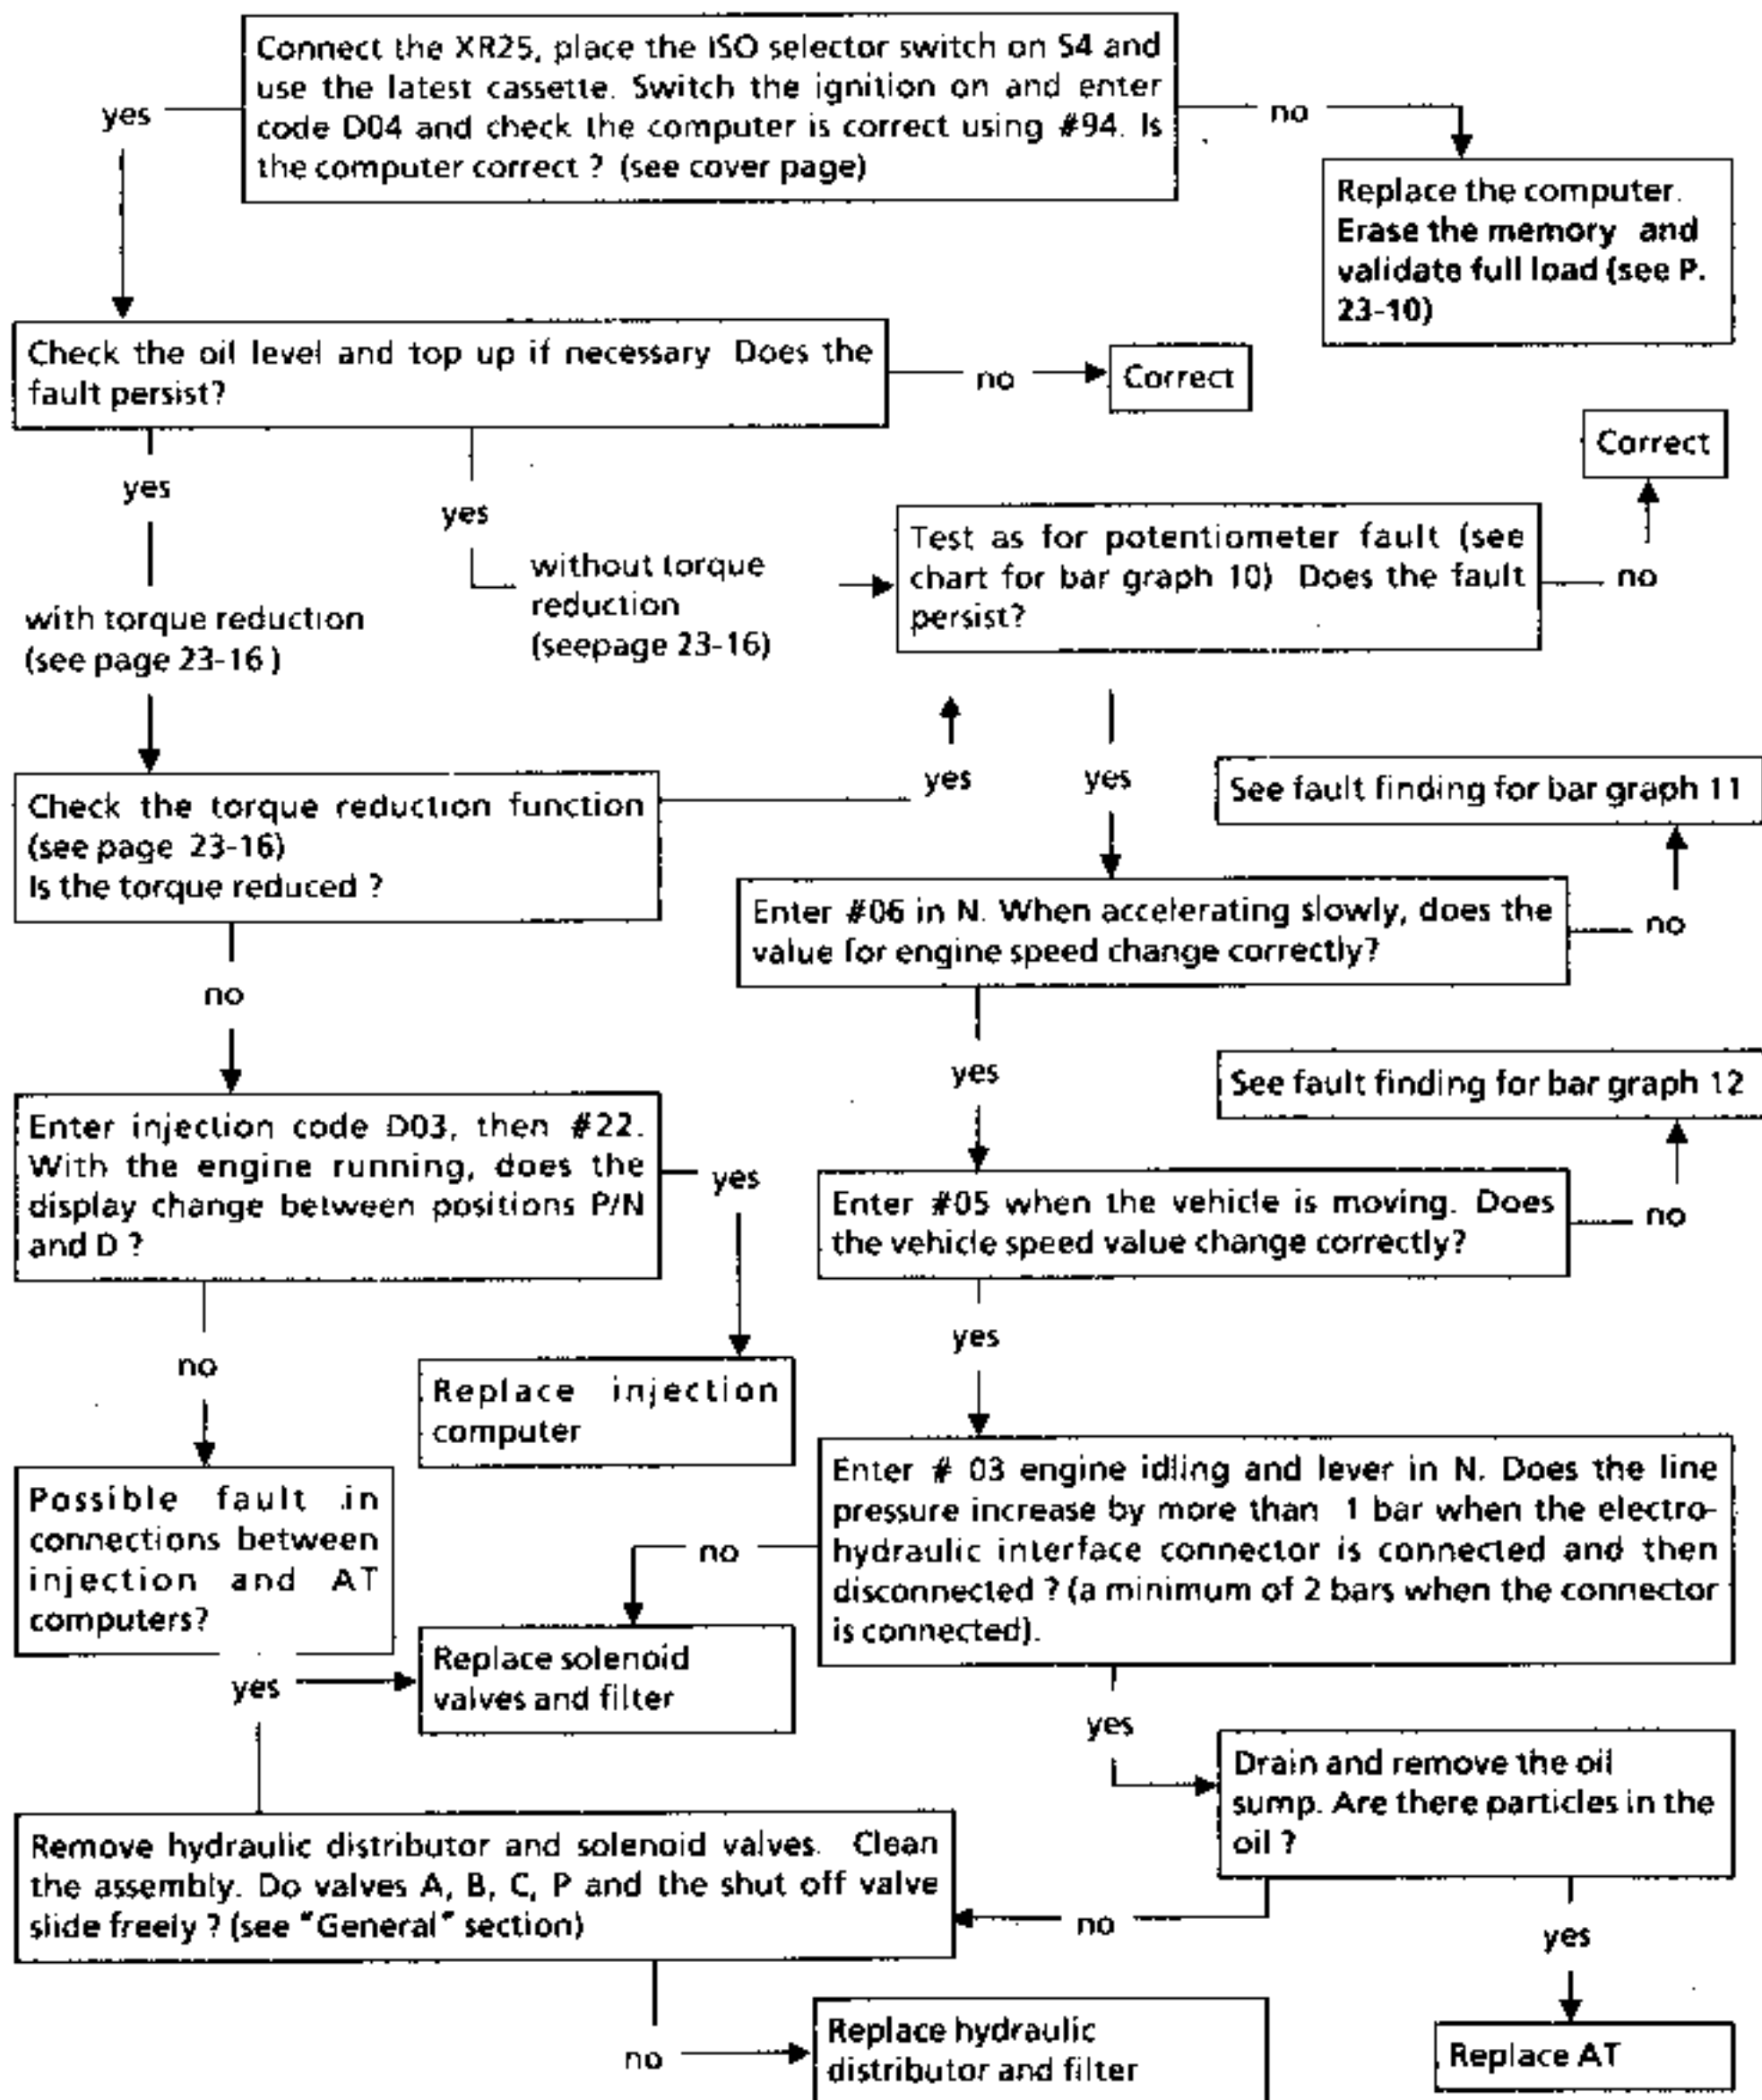 Connect the XR25, place the ISO selector switch on S4 and
use the latest cassette. Switch the ignition on and enter
code D04 and check the computer is correct using #94. Is
the computer correct ? (see cover page)
yes
no
Replace the computer.
Erase the memory and
validate full load (see P.
23-10)
Check the oil level and top up if necessary Does the
fault persist?
no
Correct
Correct
yes
yes
with torque reduction
(see page 23-16 )
without torque
reduction
(seepage 23-16)
Test as for potentiometer fault (see
chart for bar graph 10) Does the fault
persist?
no
yes
yes
See fault finding for bar graph 11
Check the torque reduction function
(see page 23-16)
Is the torque reduced ?
Enter #06 in N. When accelerating slowly, does the
value for engine speed change correctly?
no
no
yes
See fault finding for bar graph 12
Enter injection code D03, then #22.
With the engine running, does the
display change between positions P/N
and D ?
yes
Enter #05 when the vehicle is moving. Does
the vehicle speed value change correctly?
no
yes
no
Replace injection
computer
Enter # 03 engine idling and lever in N. Does the line
pressure increase by more than 1 bar when the electro-
hydraulic interface connector is connected and then
disconnected ? (a minimum of 2 bars when the connector
is connected).
Possible fault in
connections between
injection and AT
computers?
no
Replace solenoid
valves and filter
yes
yes
Drain and remove the oil
sump. Are there particles in the
oil ?
Remove hydraulic distributor and solenoid valves. Clean
the assembly. Do valves A, B, C, P and the shut off valve
slide freely ? (see "General" section)
no
yes
no
Replace hydraulic
distributor and filter
Replace AT